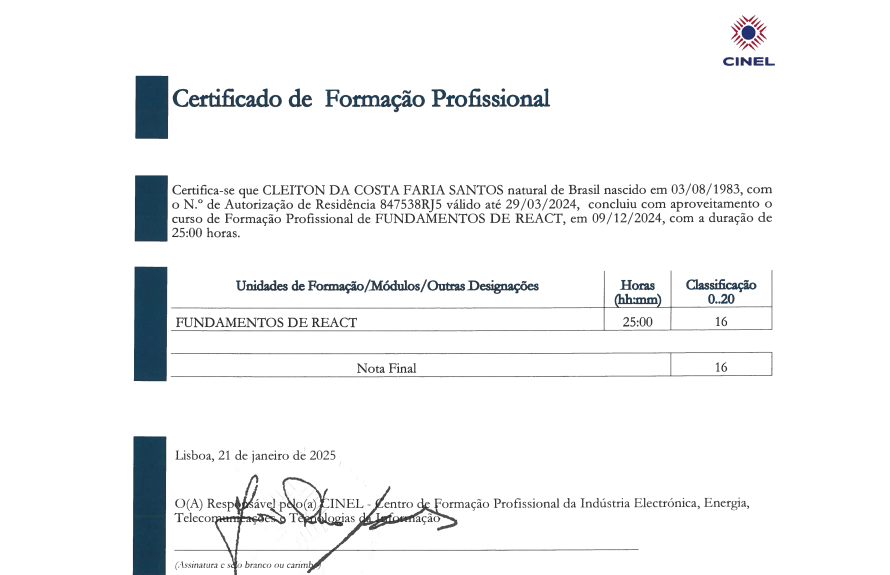 CINEL
Certificado de Formação Profissional
Certifica-se que CLEITON DA COSTA FARIA SANTOS natural de Brasil nascido em 03/08/1983, com
o N.º de Autorização de Residência 847538RJ5 válido até 29/03/2024, concluiu com aproveitamento o
curso de Formação Profissional de FUNDAMENTOS DE REACT, em 09/12/2024, com a duração de
25:00 horas.
Unidades de Formação/Módulos/Outras Designações Horas (hh:mm) Classificação 0..20
FUNDAMENTOS DE REACT 25:00 16
Nota Final 16
Lisboa, 21 de janeiro de 2025
O(A) Responsável pelo(a) CINEL - Centro de Formação Profissional da Indústria Electrónica, Energia,
Telecomunicações e Tecnologias da Informação
(Assinatura e selo branco ou carimbo)